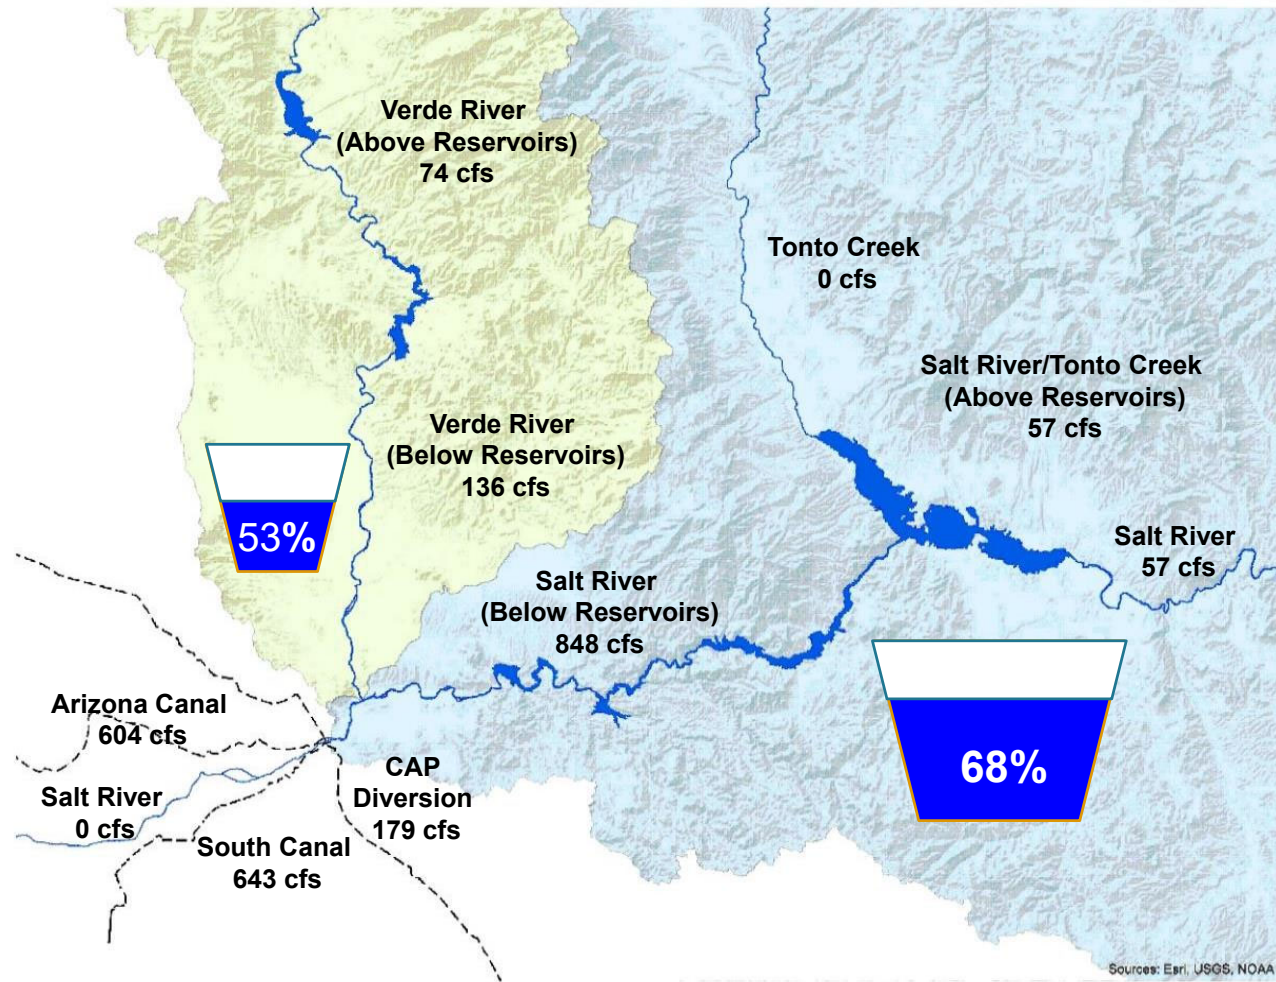 Verde River
(Above Reservoirs)
74 cfs
Tonto Creek
0 cfs
Salt River/Tonto Creek
(Above Reservoirs)
57 cfs
Verde River
(Below Reservoirs)
136 cfs
53%
Salt River
57 cfs
Salt River
(Below Reservoirs)
848 cfs
68%
Arizona Canal
604 cfs
CAP
Diversion
179 cfs
Salt River
0 cfs
South Canal
643 cfs
Sources: Esri, USGS, NOAA